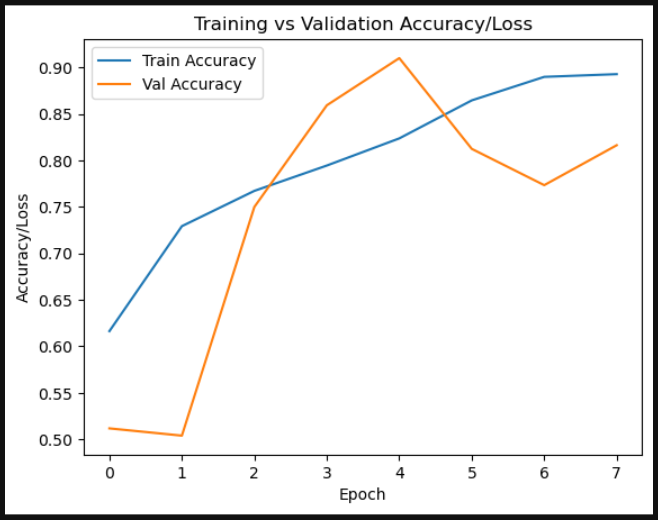 Training vs Validation Accuracy/Loss
Train Accuracy
Val Accuracy
0.90
0.85
0.80
0.75
0.70
0.65
0.60
0.55
0.50
Accuracy/Loss
0 1 2 3 4 5 6 7
Epoch